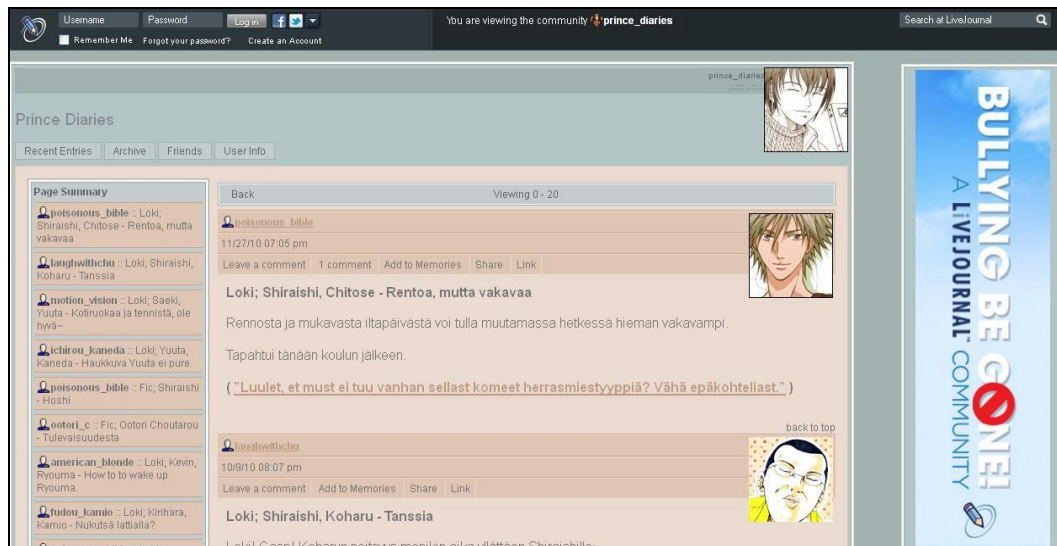 Username
Password
Log in
You are viewing the community prince_diaries
Search at LiveJournal
Remember Me
Forgot your password?
Create an Account
prince_diaries
Prince Diaries
Recent Entries
Archive
Friends
User Info
Page Summary
poisonous_bible :: Loki;
Shiraishi, Chitose - Rentoa, mutta
vakavaa
laughwithchu :: Loki; Shiraishi,
Koharu - Tanssia
motion_vision :: Loki; Saeki,
Yuuta - Kotiruokaa ja tennistä, ole
hyvä~
ichirou_kaneda :: Loki; Yuuta,
Kaneda - Haukkuva Yuuta ei pure
poisonous_bible :: Fic; Shiraishi
- Hoshi
ootori_c :: Fic; Ootori Choutarou
- Tulevaisuudesta
american_blonde :: Loki; Kevin,
Ryouma - How to to wake up
Ryouma.
fudou_kamio :: Loki; Kirihara,
Kamio - Nukutsä lattialla?
Back
Viewing 0 - 20
poisonous_bible
11/27/10 07:05 pm
Leave a comment 1 comment Add to Memories Share Link
Loki; Shiraishi, Chitose - Rentoa, mutta vakavaa
Rennosta ja mukavasta iltapäivästä voi tulla muutamassa hetkessä hieman vakavampi.
Tapahtui tänään koulun jälkeen.
( "Luulet, et must ei tuu vanhan sellast komeet herrasmiestyyppiä? Vähä epäkohteliast." )
back to top
laughwithchu
10/9/10 08:07 pm
Leave a comment Add to Memories Share Link
Loki; Shiraishi, Koharu - Tanssia
BULLYING BE GONE!
A LIVEJOURNAL™ COMMUNITY